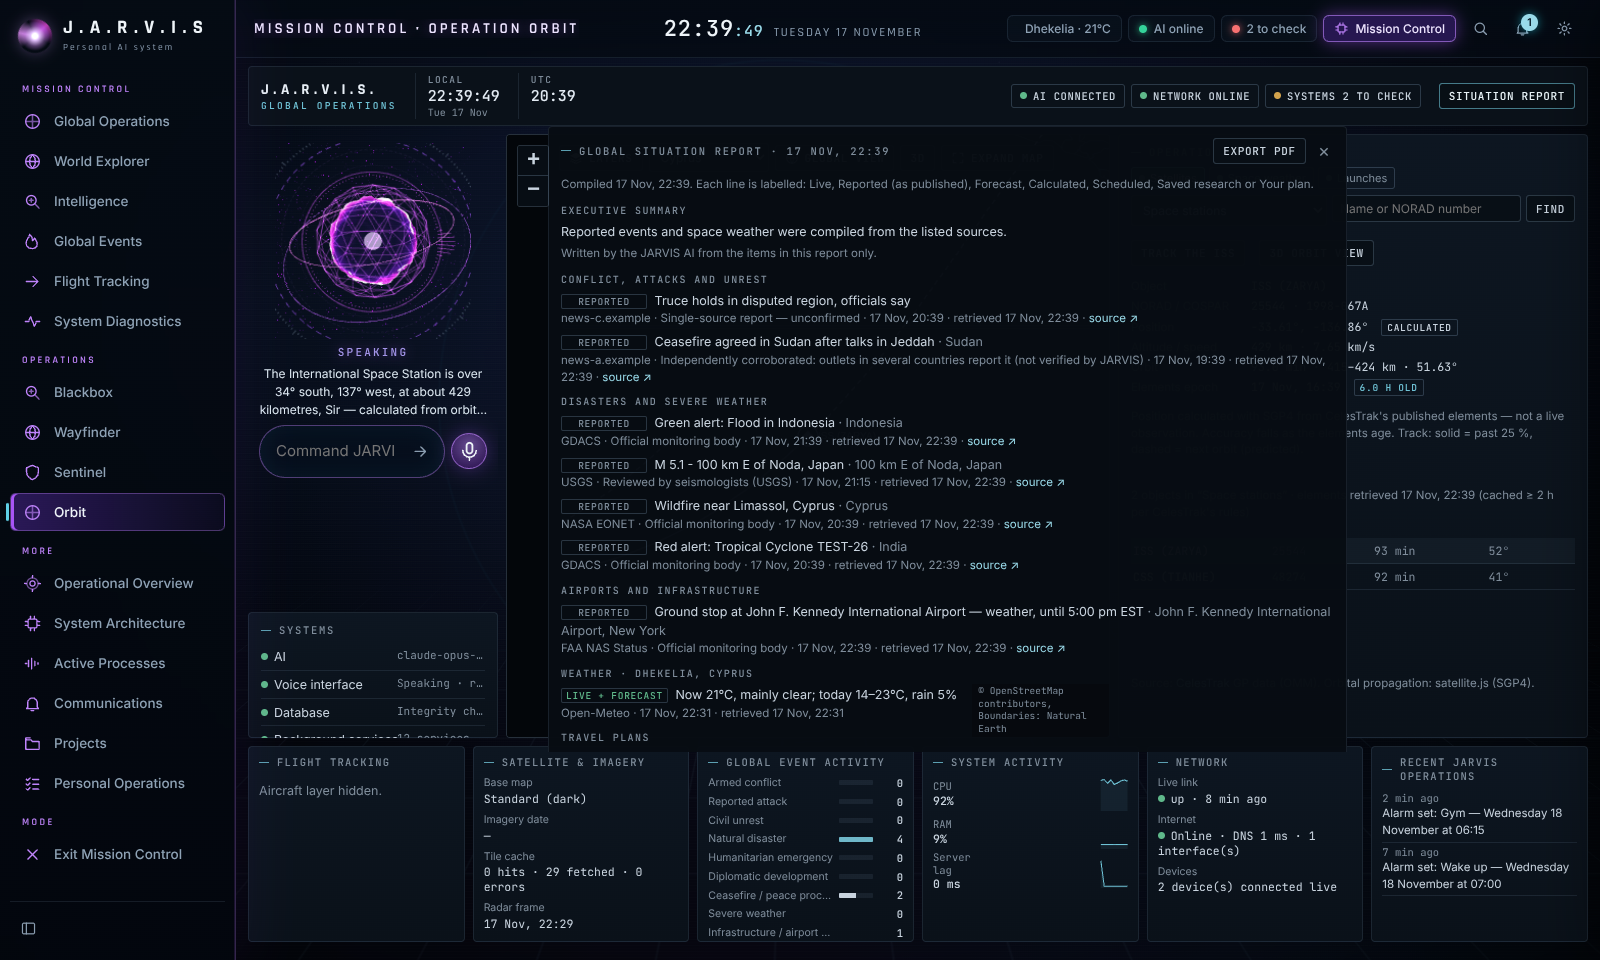 J.A.R.V.I.S
Personal AI system
MISSION CONTROL
Global Operations
World Explorer
Intelligence
Global Events
Flight Tracking
System Diagnostics
OPERATIONS
Blackbox
Wayfinder
Sentinel
Orbit
MORE
Operational Overview
System Architecture
Active Processes
Communications
Projects
Personal Operations
MODE
Exit Mission Control
MISSION CONTROL · OPERATION ORBIT
22:39:49 TUESDAY 17 NOVEMBER
Dhekelia · 21°C
AI online
2 to check
Mission Control
1
J.A.R.V.I.S.
GLOBAL OPERATIONS
LOCAL
22:39:49
Tue 17 Nov
UTC
20:39
AI CONNECTED
NETWORK ONLINE
SYSTEMS 2 TO CHECK
SITUATION REPORT
SPEAKING
The International Space Station is over
34° south, 137° west, at about 429
kilometres, Sir — calculated from orbit…
Command JARVI
SYSTEMS
AI claude-opus-…
Voice interface Speaking · r…
Database Integrity ch…
+
−
GLOBAL SITUATION REPORT · 17 NOV, 22:39
EXPORT PDF
Compiled 17 Nov, 22:39. Each line is labelled: Live, Reported (as published), Forecast, Calculated, Scheduled, Saved research or Your plan.
EXECUTIVE SUMMARY
Reported events and space weather were compiled from the listed sources.
Written by the JARVIS AI from the items in this report only.
CONFLICT, ATTACKS AND UNREST
REPORTED Truce holds in disputed region, officials say
news-c.example · Single-source report — unconfirmed · 17 Nov, 20:39 · retrieved 17 Nov, 22:39 · source ↗
REPORTED Ceasefire agreed in Sudan after talks in Jeddah · Sudan
news-a.example · Independently corroborated: outlets in several countries report it (not verified by JARVIS) · 17 Nov, 19:39 · retrieved 17 Nov,
22:39 · source ↗
DISASTERS AND SEVERE WEATHER
REPORTED Green alert: Flood in Indonesia · Indonesia
GDACS · Official monitoring body · 17 Nov, 21:39 · retrieved 17 Nov, 22:39 · source ↗
REPORTED M 5.1 - 100 km E of Noda, Japan · 100 km E of Noda, Japan
USGS · Reviewed by seismologists (USGS) · 17 Nov, 21:15 · retrieved 17 Nov, 22:39 · source ↗
REPORTED Wildfire near Limassol, Cyprus · Cyprus
NASA EONET · Official monitoring body · 17 Nov, 20:39 · retrieved 17 Nov, 22:39 · source ↗
REPORTED Red alert: Tropical Cyclone TEST-26 · India
GDACS · Official monitoring body · 17 Nov, 20:39 · retrieved 17 Nov, 22:39 · source ↗
AIRPORTS AND INFRASTRUCTURE
REPORTED Ground stop at John F. Kennedy International Airport — weather, until 5:00 pm EST · John F. Kennedy International
Airport, New York
FAA NAS Status · Official monitoring body · 17 Nov, 22:39 · retrieved 17 Nov, 22:39 · source ↗
WEATHER · DHEKELIA, CYPRUS
LIVE + FORECAST Now 21°C, mainly clear; today 14–23°C, rain 5%
Open-Meteo · 17 Nov, 22:31 · retrieved 17 Nov, 22:31
TRAVEL PLANS
© OpenStreetMap
contributors,
Boundaries: Natural
Earth
name or NORAD number
FIND
67A
86° CALCULATED
km/s
–424 km · 51.63°
6.0 H OLD
published elements — not a live
age. Track: solid = past 25 %,
retrieved 17 Nov, 22:39 (cached ≥ 2 h
93 min 52°
92 min 41°
propagation: satellite.js (SGP4).
FLIGHT TRACKING
Aircraft layer hidden.
SATELLITE & IMAGERY
Base map
Standard (dark)
Imagery date
—
Tile cache
0 hits · 29 fetched · 0
errors
Radar frame
17 Nov, 22:29
GLOBAL EVENT ACTIVITY
Armed conflict 0
Reported attack 0
Civil unrest 0
Natural disaster 4
Humanitarian emergency 0
Diplomatic development 0
Ceasefire / peace proc… 2
Severe weather 0
Infrastructure / airport … 1
SYSTEM ACTIVITY
CPU
92%
RAM
9%
Server
lag
0 ms
NETWORK
Live link
up · 8 min ago
Internet
Online · DNS 1 ms · 1
interface(s)
Devices
2 device(s) connected live
RECENT JARVIS
OPERATIONS
2 min ago
Alarm set: Gym — Wednesday 18
November at 06:15
7 min ago
Alarm set: Wake up — Wednesday
18 November at 07:00